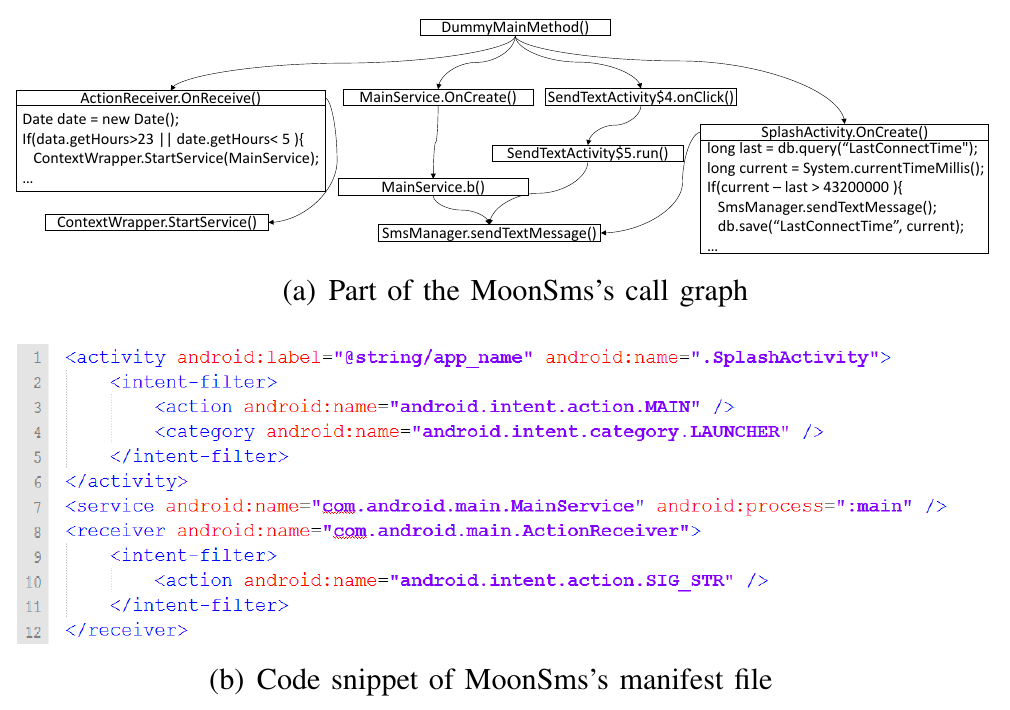 DummyMainMethod()
ActionReceiver.OnReceive()
Date date = new Date();
If(data.getHours>23 || date.getHours< 5 ){
ContextWrapper.StartService(MainService);
...
ContextWrapper.StartService()
MainService.OnCreate()
SendTextActivity$4.onClick()
SendTextActivity$5.run()
MainService.b()
SmsManager.sendTextMessage()
SplashActivity.OnCreate()
long last = db.query(“LastConnectTime");
long current = System.currentTimeMillis();
If(current – last > 43200000 ){
SmsManager.sendTextMessage();
db.save(“LastConnectTime”, current);
...
(a) Part of the MoonSms's call graph
1 <activity android:label="@string/app_name" android:name=".SplashActivity">
2 <intent-filter>
3 <action android:name="android.intent.action.MAIN" />
4 <category android:name="android.intent.category.LAUNCHER" />
5 </intent-filter>
6 </activity>
7 <service android:name="com.android.main.MainService" android:process=":main" />
8 <receiver android:name="com.android.main.ActionReceiver">
9 <intent-filter>
10 <action android:name="android.intent.action.SIG_STR" />
11 </intent-filter>
12 </receiver>
(b) Code snippet of MoonSms's manifest file